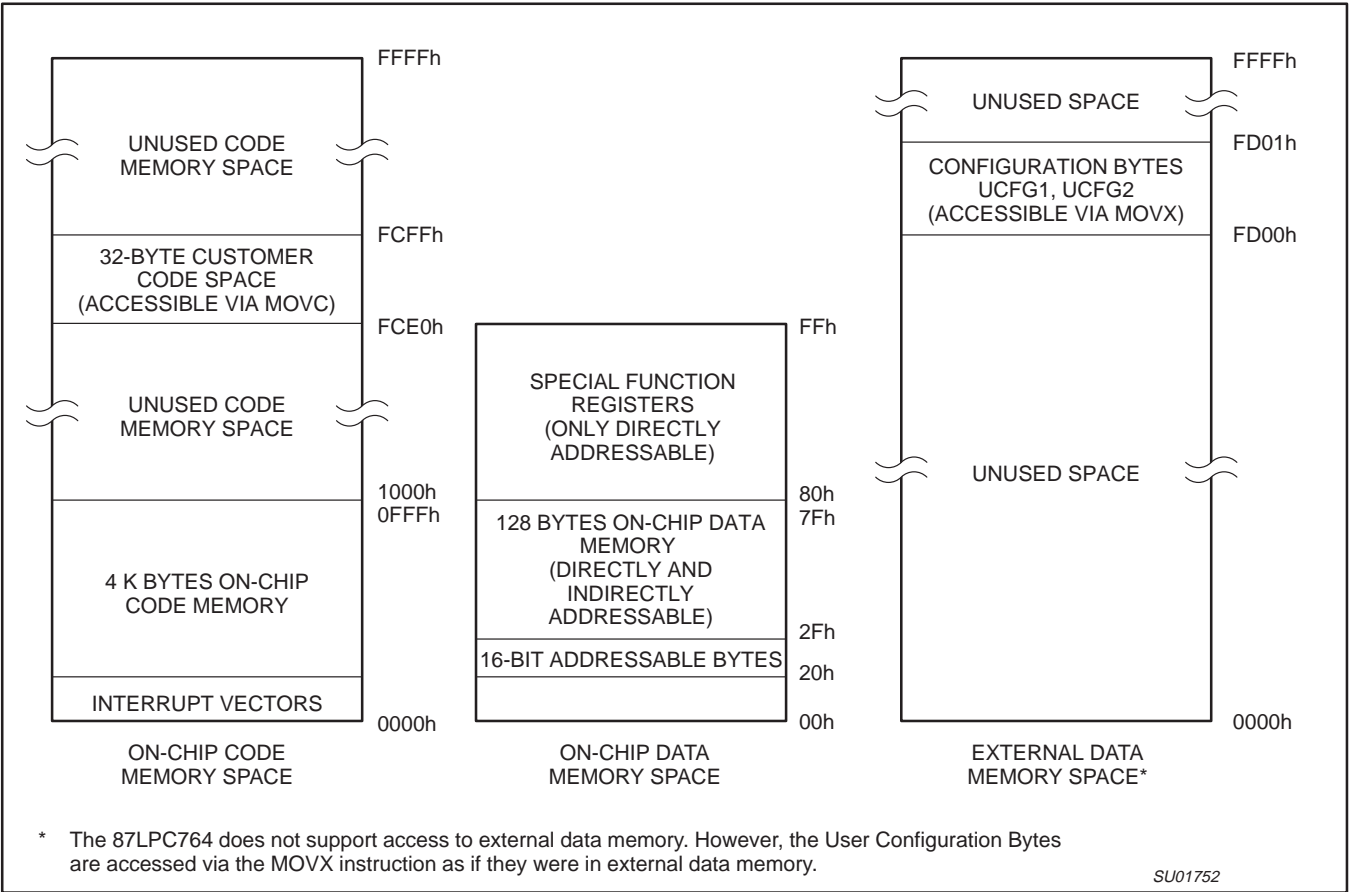 FFFFh
UNUSED CODE
MEMORY SPACE
FCFFh
32-BYTE CUSTOMER
CODE SPACE
(ACCESSIBLE VIA MOVC)
FCE0h
UNUSED CODE
MEMORY SPACE
1000h
0FFFh
4 K BYTES ON-CHIP
CODE MEMORY
INTERRUPT VECTORS
0000h
ON-CHIP CODE
MEMORY SPACE
FFh
SPECIAL FUNCTION
REGISTERS
(ONLY DIRECTLY
ADDRESSABLE)
80h
7Fh
128 BYTES ON-CHIP DATA
MEMORY
(DIRECTLY AND
INDIRECTLY
ADDRESSABLE)
2Fh
16-BIT ADDRESSABLE BYTES
20h
00h
ON-CHIP DATA
MEMORY SPACE
FFFFh
UNUSED SPACE
FD01h
CONFIGURATION BYTES
UCFG1, UCFG2
(ACCESSIBLE VIA MOVX)
FD00h
UNUSED SPACE
0000h
EXTERNAL DATA
MEMORY SPACE*
* The 87LPC764 does not support access to external data memory. However, the User Configuration Bytes
are accessed via the MOVX instruction as if they were in external data memory.
SU01752